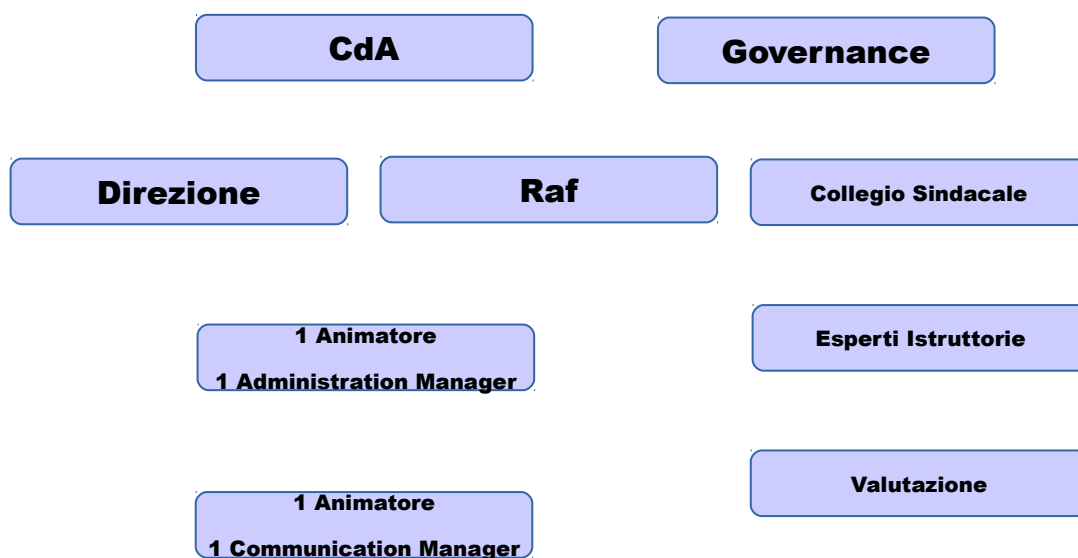 CdA
Governance
Direzione
Raf
Collegio Sindacale
1 Animatore
1 Administration Manager
Esperti Istruttorie
Valutazione
1 Animatore
1 Communication Manager